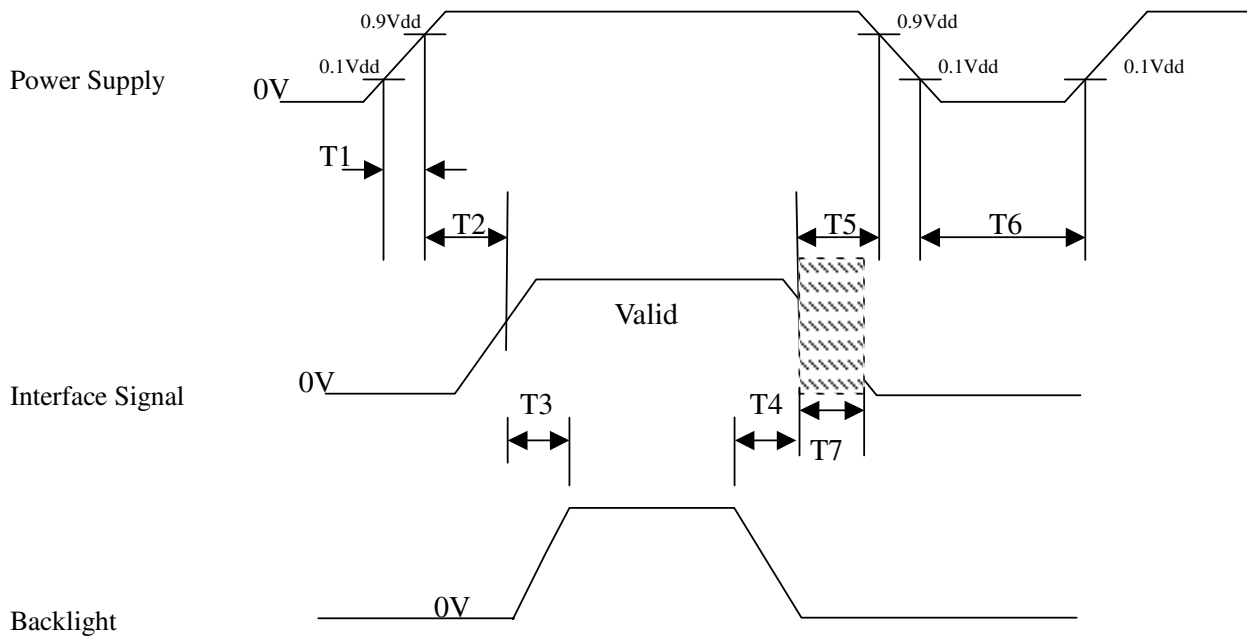 0.9Vdd
0.9Vdd
Power Supply
0.1Vdd
0.1Vdd
0.1Vdd
0V
T1
T2
T5
T6
Valid
Interface Signal
0V
T3
T4
T7
0V
Backlight